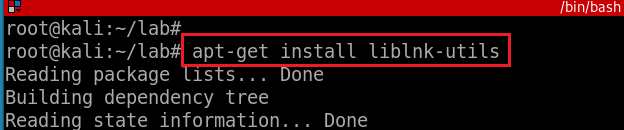 /bin/bash
root@kali:~/lab#
root@kali:~/lab# apt-get install liblnk-utils
Reading package lists... Done
Building dependency tree
Reading state information... Done